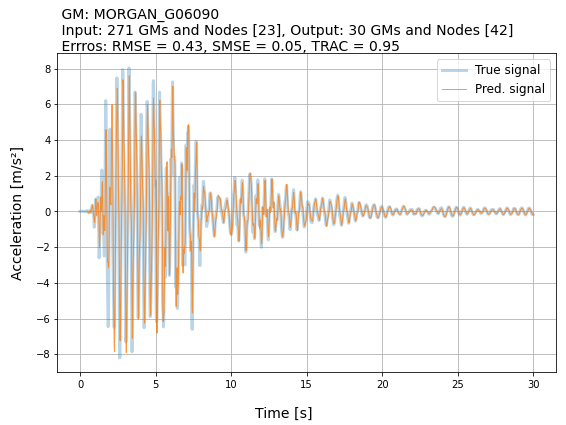 GM: MORGAN_G06090
Input: 271 GMs and Nodes [23], Output: 30 GMs and Nodes [42]
Errros: RMSE = 0.43, SMSE = 0.05, TRAC = 0.95
True signal
Pred. signal
8
6
4
2
0
−2
−4
−6
−8
Acceleration [m/s²]
0 5 10 15 20 25 30
Time [s]